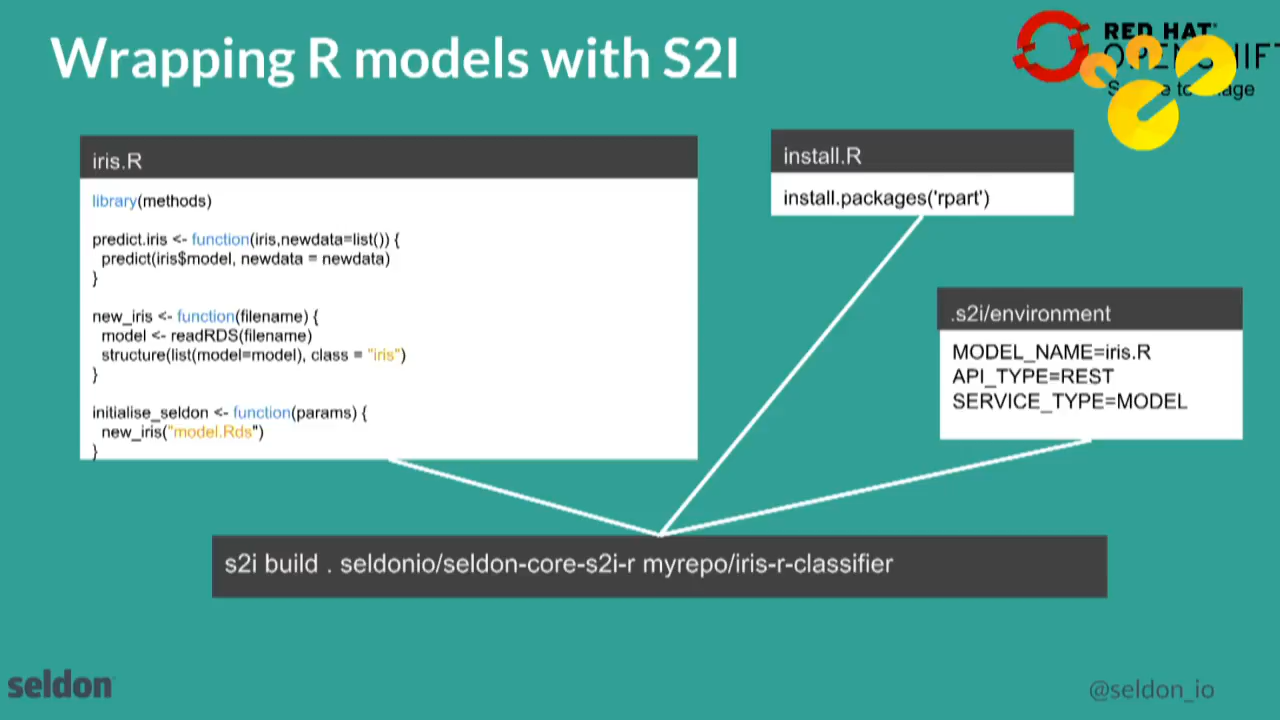 Wrapping R models with S2I
RED HAT
iris.R
library(methods)
predict.iris <- function(iris,newdata=list()) {
predict(iris$model, newdata = newdata)
}
new_iris <- function(filename) {
model <- readRDS(filename)
structure(list(model=model), class = "iris")
}
initialise_seldon <- function(params) {
new_iris("model.Rds")
}
install.R
install.packages('rpart')
.s2i/environment
MODEL_NAME=iris.R
API_TYPE=REST
SERVICE_TYPE=MODEL
s2i build . seldonio/seldon-core-s2i-r myrepo/iris-r-classifier
seldon
@seldon_io